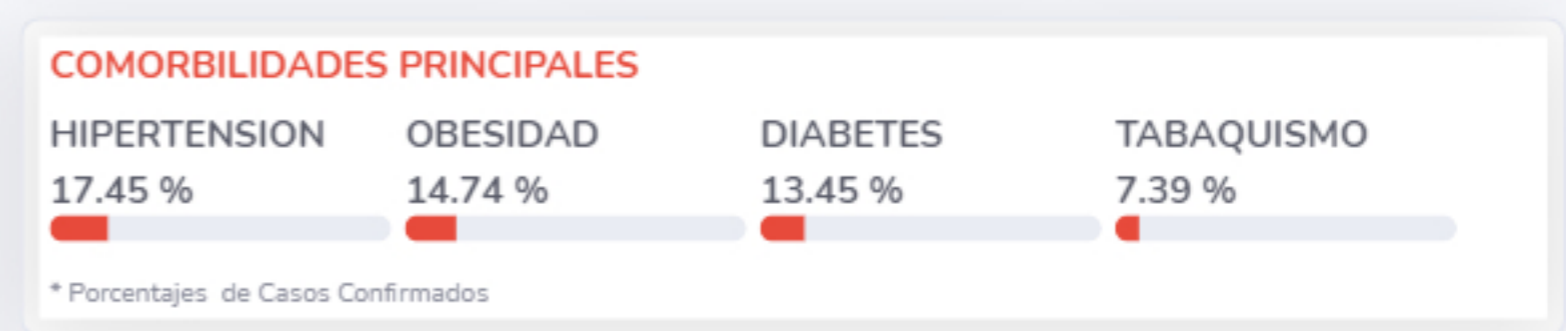 COMORBILIDADES PRINCIPALES
HIPERTENSION OBESIDAD DIABETES TABAQUISMO
17.45 % 14.74 % 13.45 % 7.39 %
* Porcentajes de Casos Confirmados